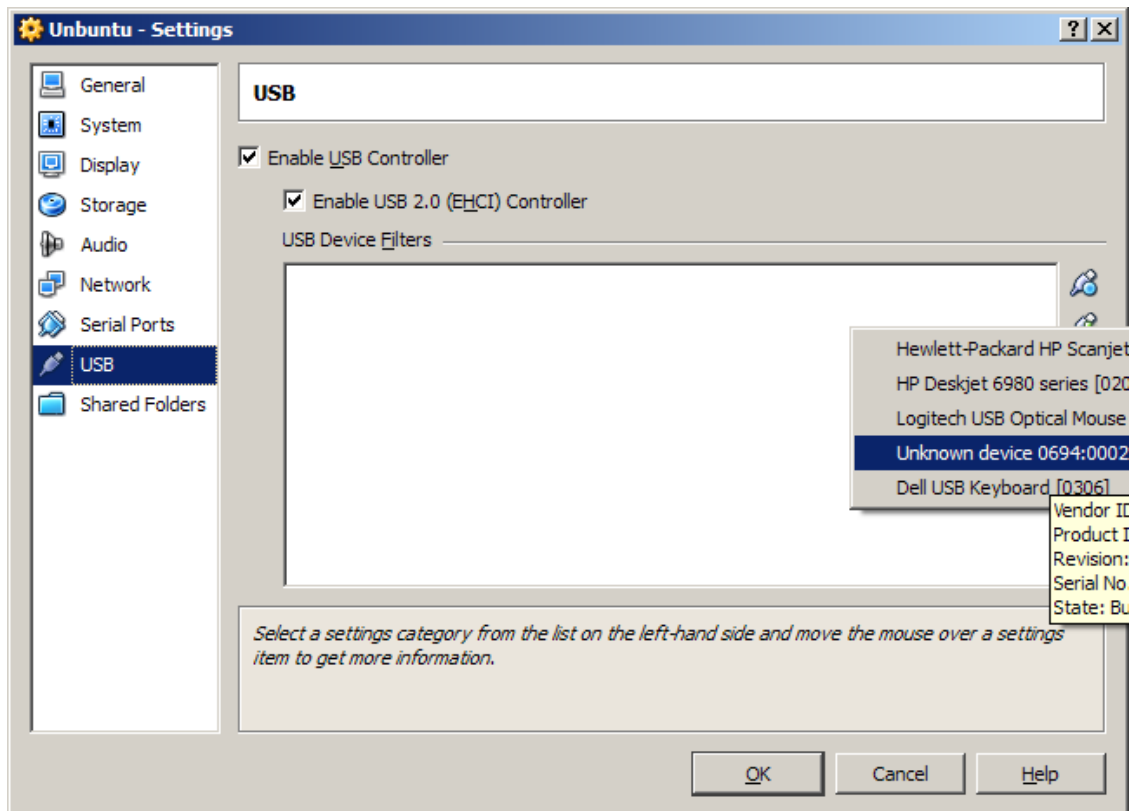 Unbuntu - Settings
General
System
Display
Storage
Audio
Network
Serial Ports
USB
Shared Folders
USB
Enable USB Controller
Enable USB 2.0 (EHCI) Controller
USB Device Filters
Hewlett-Packard HP Scanjet
HP Deskjet 6980 series [020
Logitech USB Optical Mouse
Unknown device 0694:0002
Dell USB Keyboard [0306]
Vendor ID
Product I
Revision:
Serial No
State: Bu
Select a settings category from the list on the left-hand side and move the mouse over a settings
item to get more information.
OK
Cancel
Help